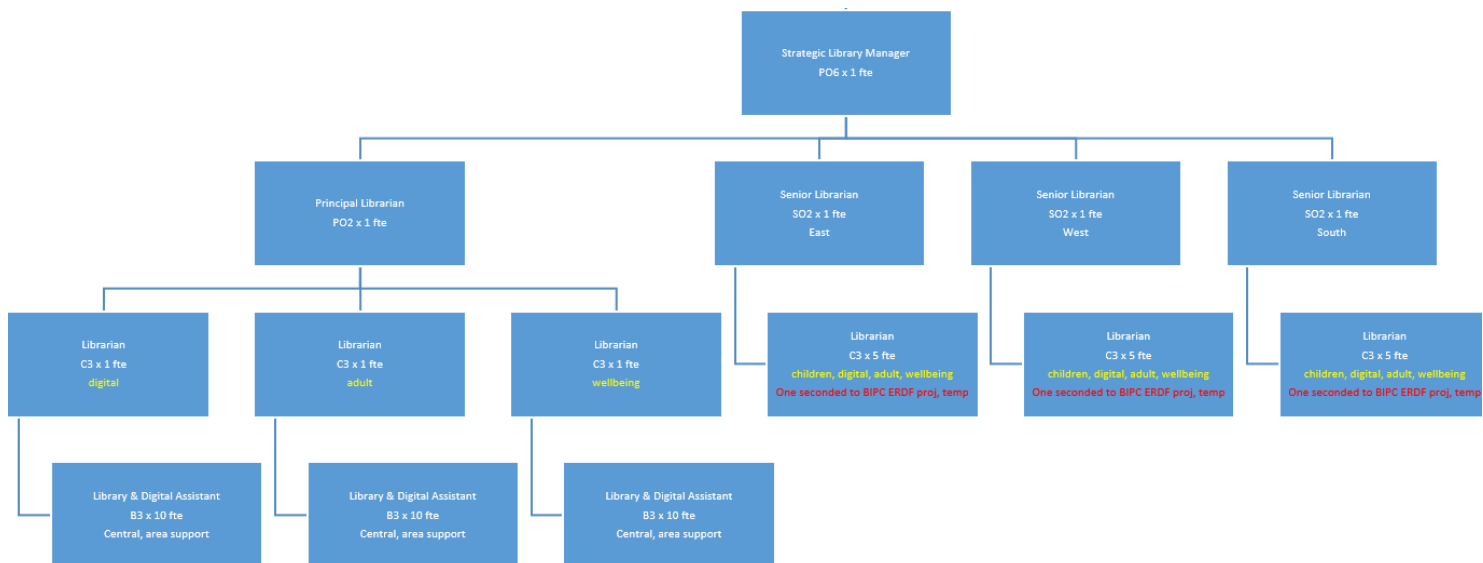 Strategic Library Manager
PO6 x 1 fte
Principal Librarian
PO2 x 1 fte
Senior Librarian
SO2 x 1 fte
East
Senior Librarian
SO2 x 1 fte
West
Senior Librarian
SO2 x 1 fte
South
Librarian
C3 x 1 fte
digital
Librarian
C3 x 1 fte
adult
Librarian
C3 x 1 fte
wellbeing
Librarian
C3 x 5 fte
children, digital, adult, wellbeing
One seconded to BIPC ERDF proj, temp
Librarian
C3 x 5 fte
children, digital, adult, wellbeing
One seconded to BIPC ERDF proj, temp
Librarian
C3 x 5 fte
children, digital, adult, wellbeing
One seconded to BIPC ERDF proj, temp
Library & Digital Assistant
B3 x 10 fte
Central, area support
Library & Digital Assistant
B3 x 10 fte
Central, area support
Library & Digital Assistant
B3 x 10 fte
Central, area support